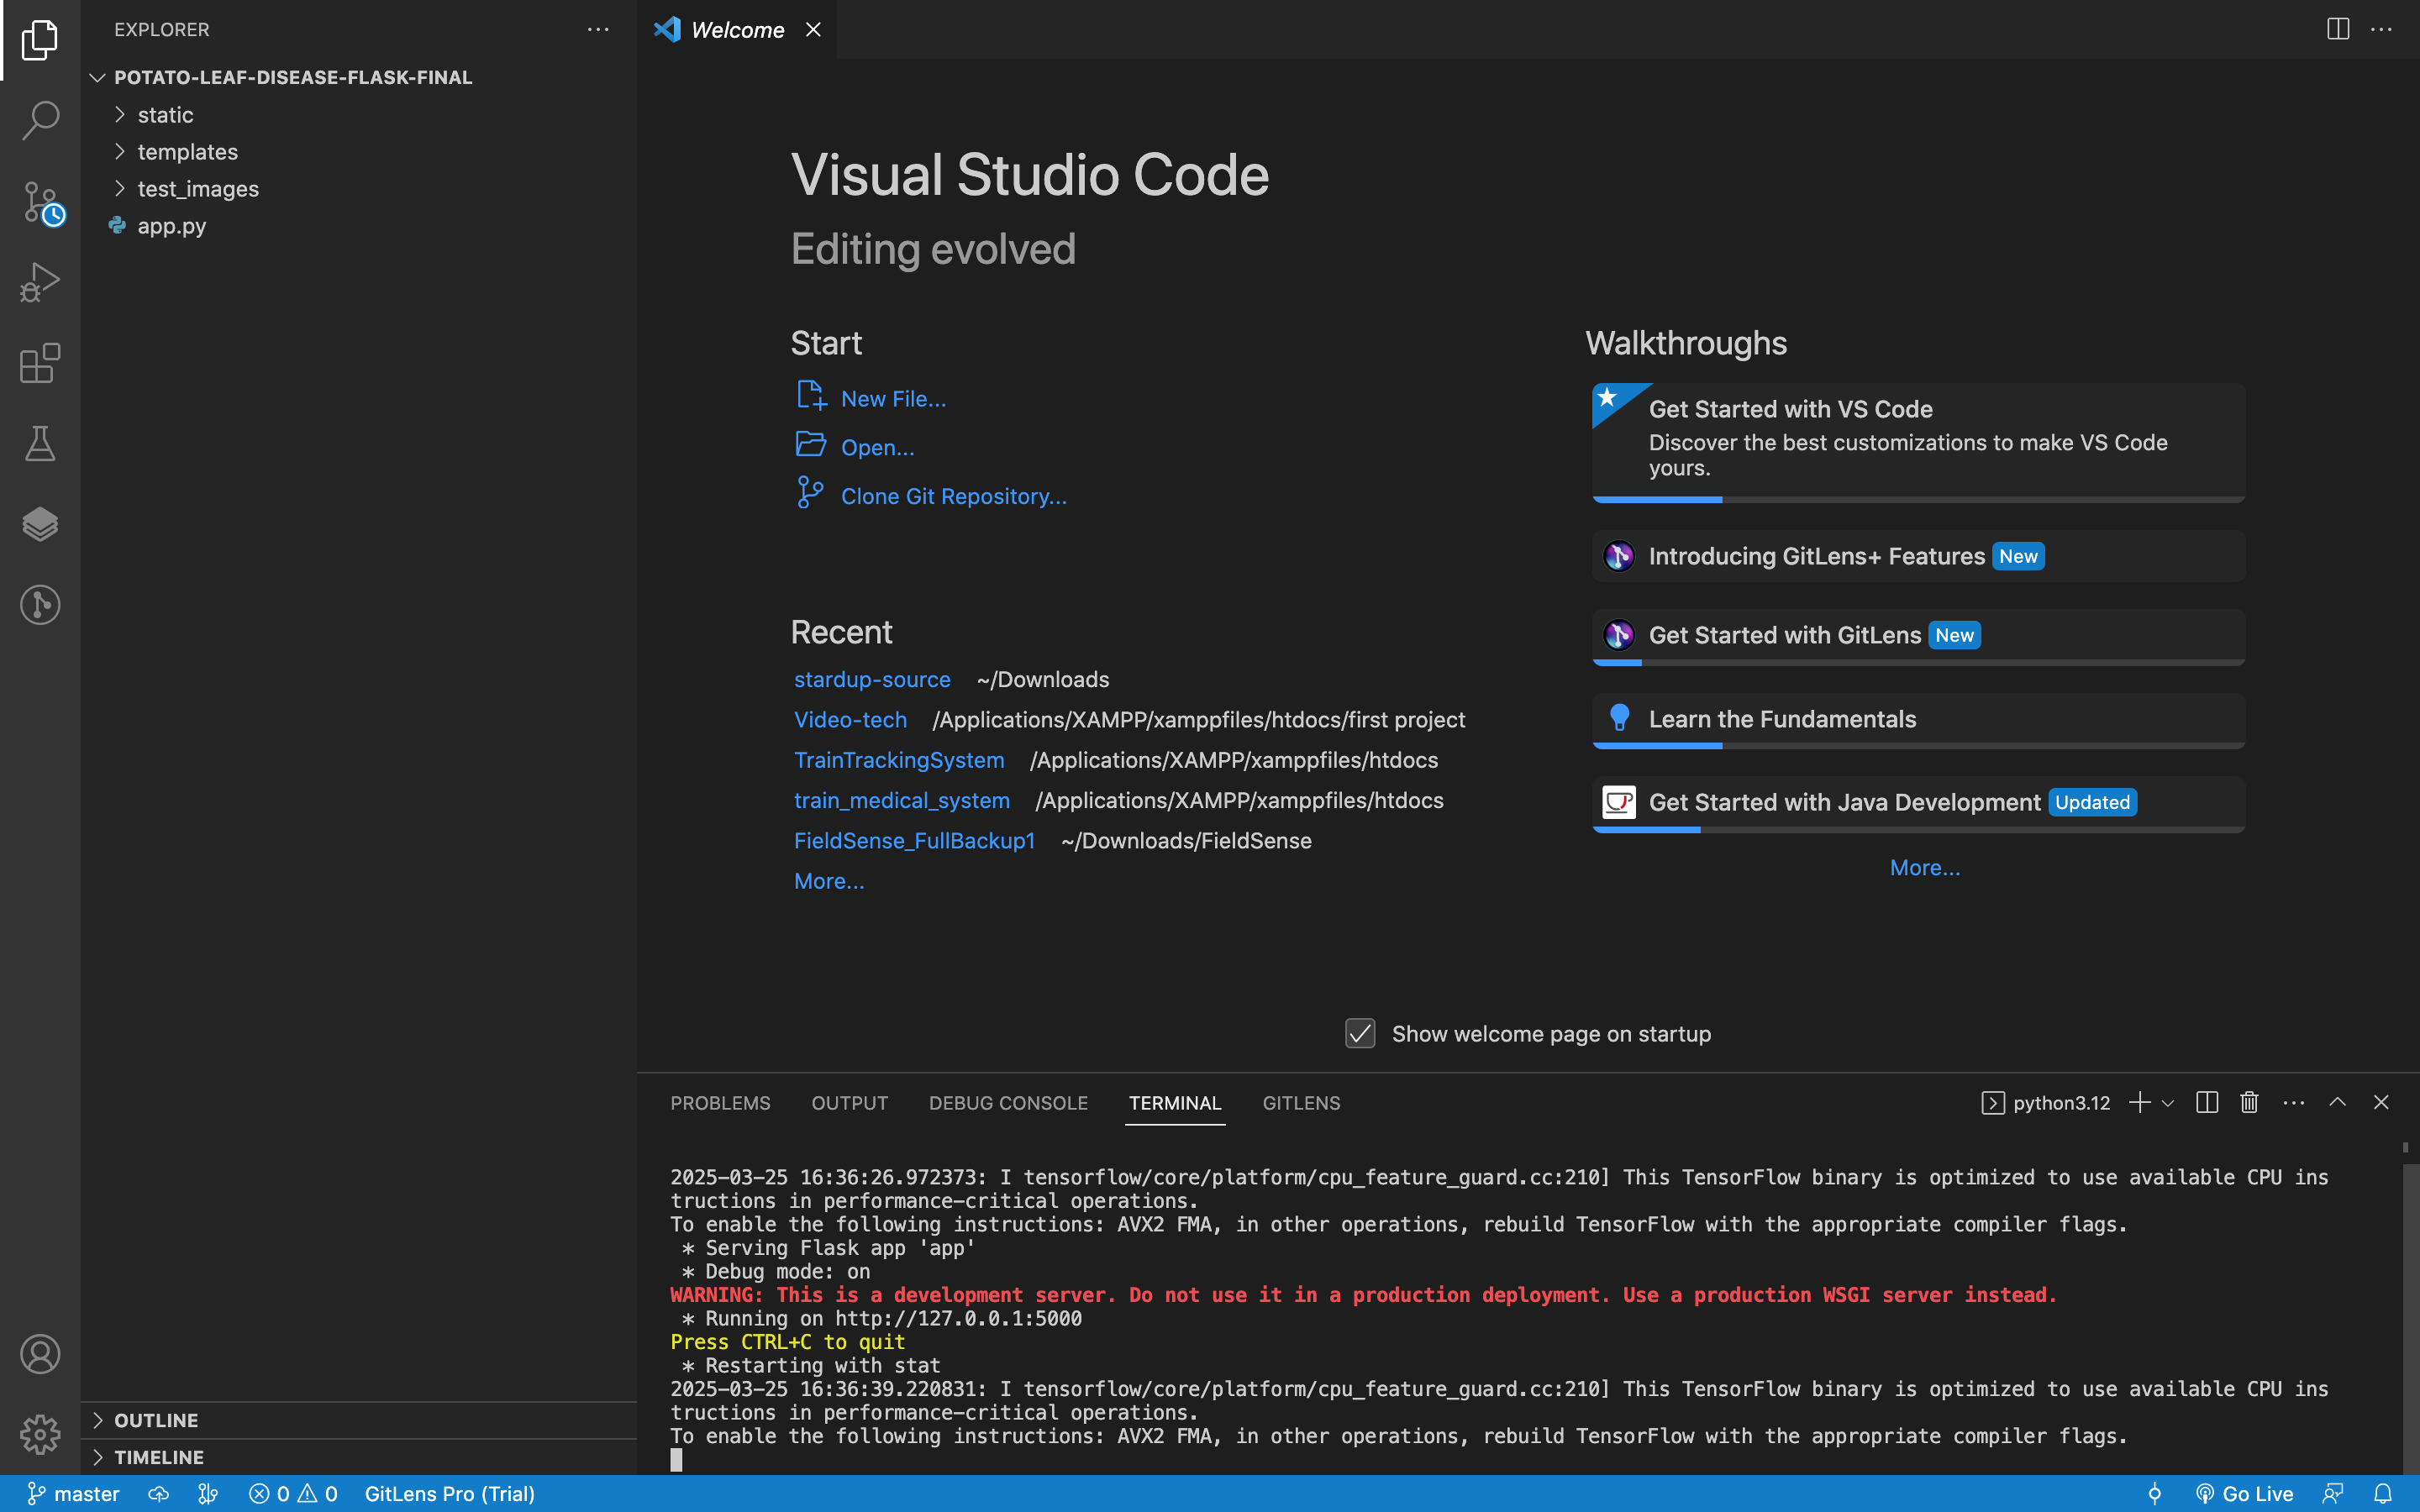 EXPLORER
POTATO-LEAF-DISEASE-FLASK-FINAL
static
templates
test_images
app.py
OUTLINE
TIMELINE
Welcome
Visual Studio Code
Editing evolved
Start
New File...
Open...
Clone Git Repository...
Recent
stardup-source ~/Downloads
Video-tech /Applications/XAMPP/xamppfiles/htdocs/first project
TrainTrackingSystem /Applications/XAMPP/xamppfiles/htdocs
train_medical_system /Applications/XAMPP/xamppfiles/htdocs
FieldSense_FullBackup1 ~/Downloads/FieldSense
More...
Walkthroughs
Get Started with VS Code
Discover the best customizations to make VS Code
yours.
Introducing GitLens+ Features New
Get Started with GitLens New
Learn the Fundamentals
Get Started with Java Development Updated
More...
Show welcome page on startup
PROBLEMS OUTPUT DEBUG CONSOLE TERMINAL GITLENS
python3.12
2025-03-25 16:36:26.972373: I tensorflow/core/platform/cpu_feature_guard.cc:210] This TensorFlow binary is optimized to use available CPU ins
tructions in performance-critical operations.
To enable the following instructions: AVX2 FMA, in other operations, rebuild TensorFlow with the appropriate compiler flags.
* Serving Flask app 'app'
* Debug mode: on
WARNING: This is a development server. Do not use it in a production deployment. Use a production WSGI server instead.
* Running on http://127.0.0.1:5000
Press CTRL+C to quit
* Restarting with stat
2025-03-25 16:36:39.220831: I tensorflow/core/platform/cpu_feature_guard.cc:210] This TensorFlow binary is optimized to use available CPU ins
tructions in performance-critical operations.
To enable the following instructions: AVX2 FMA, in other operations, rebuild TensorFlow with the appropriate compiler flags.
master 0 0 GitLens Pro (Trial) Go Live